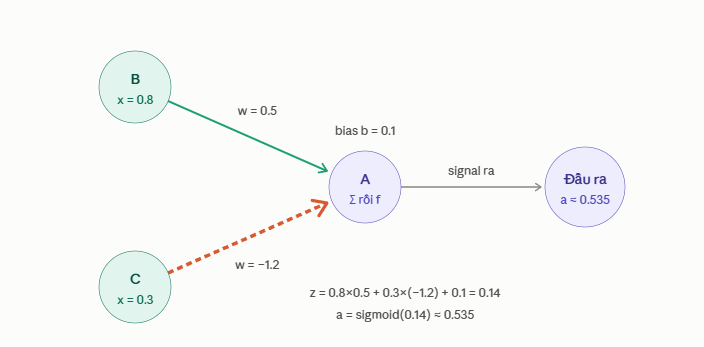 B
x = 0.8
w = 0.5
bias b = 0.1
A
Σ rồi f
signal ra
Đầu ra
a ≈ 0.535
w = −1.2
C
x = 0.3
z = 0.8×0.5 + 0.3×(−1.2) + 0.1 = 0.14
a = sigmoid(0.14) ≈ 0.535